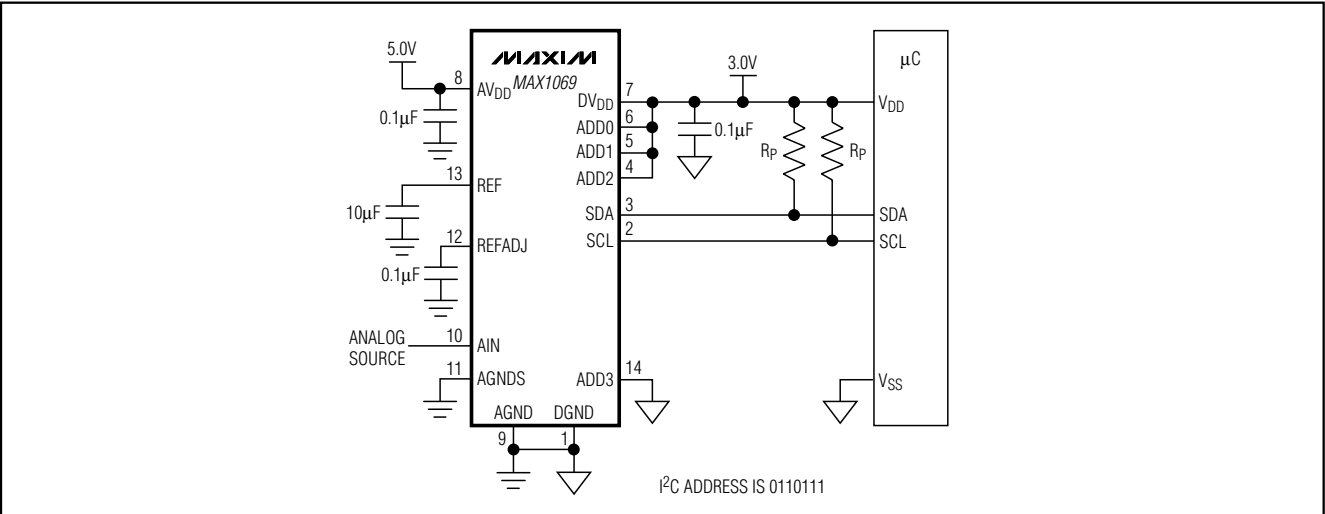 5.0V
8
AVDD
0.1µF
MAXIM
MAX1069
13
REF
10µF
12
REFADJ
0.1µF
ANALOG
SOURCE
10
AIN
11
AGNDS
AGND
DGND
9
1
DVDD
7
ADD0
6
ADD1
5
ADD2
4
SDA
3
SCL
2
ADD3
14
3.0V
0.1µF
RP
RP
µC
VDD
SDA
SCL
VSS
I²C ADDRESS IS 0110111